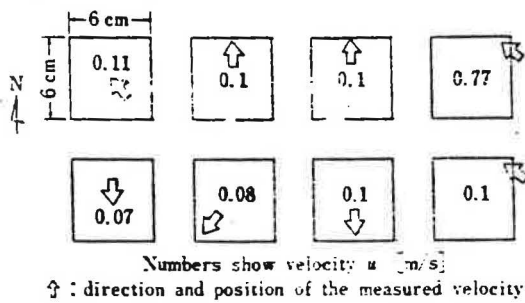 6 cm
6 cm
N
0.11
0.1
0.1
0.77
0.07
0.08
0.1
0.1
Numbers show velocity u [m/s]
⇧ : direction and position of the measured velocity